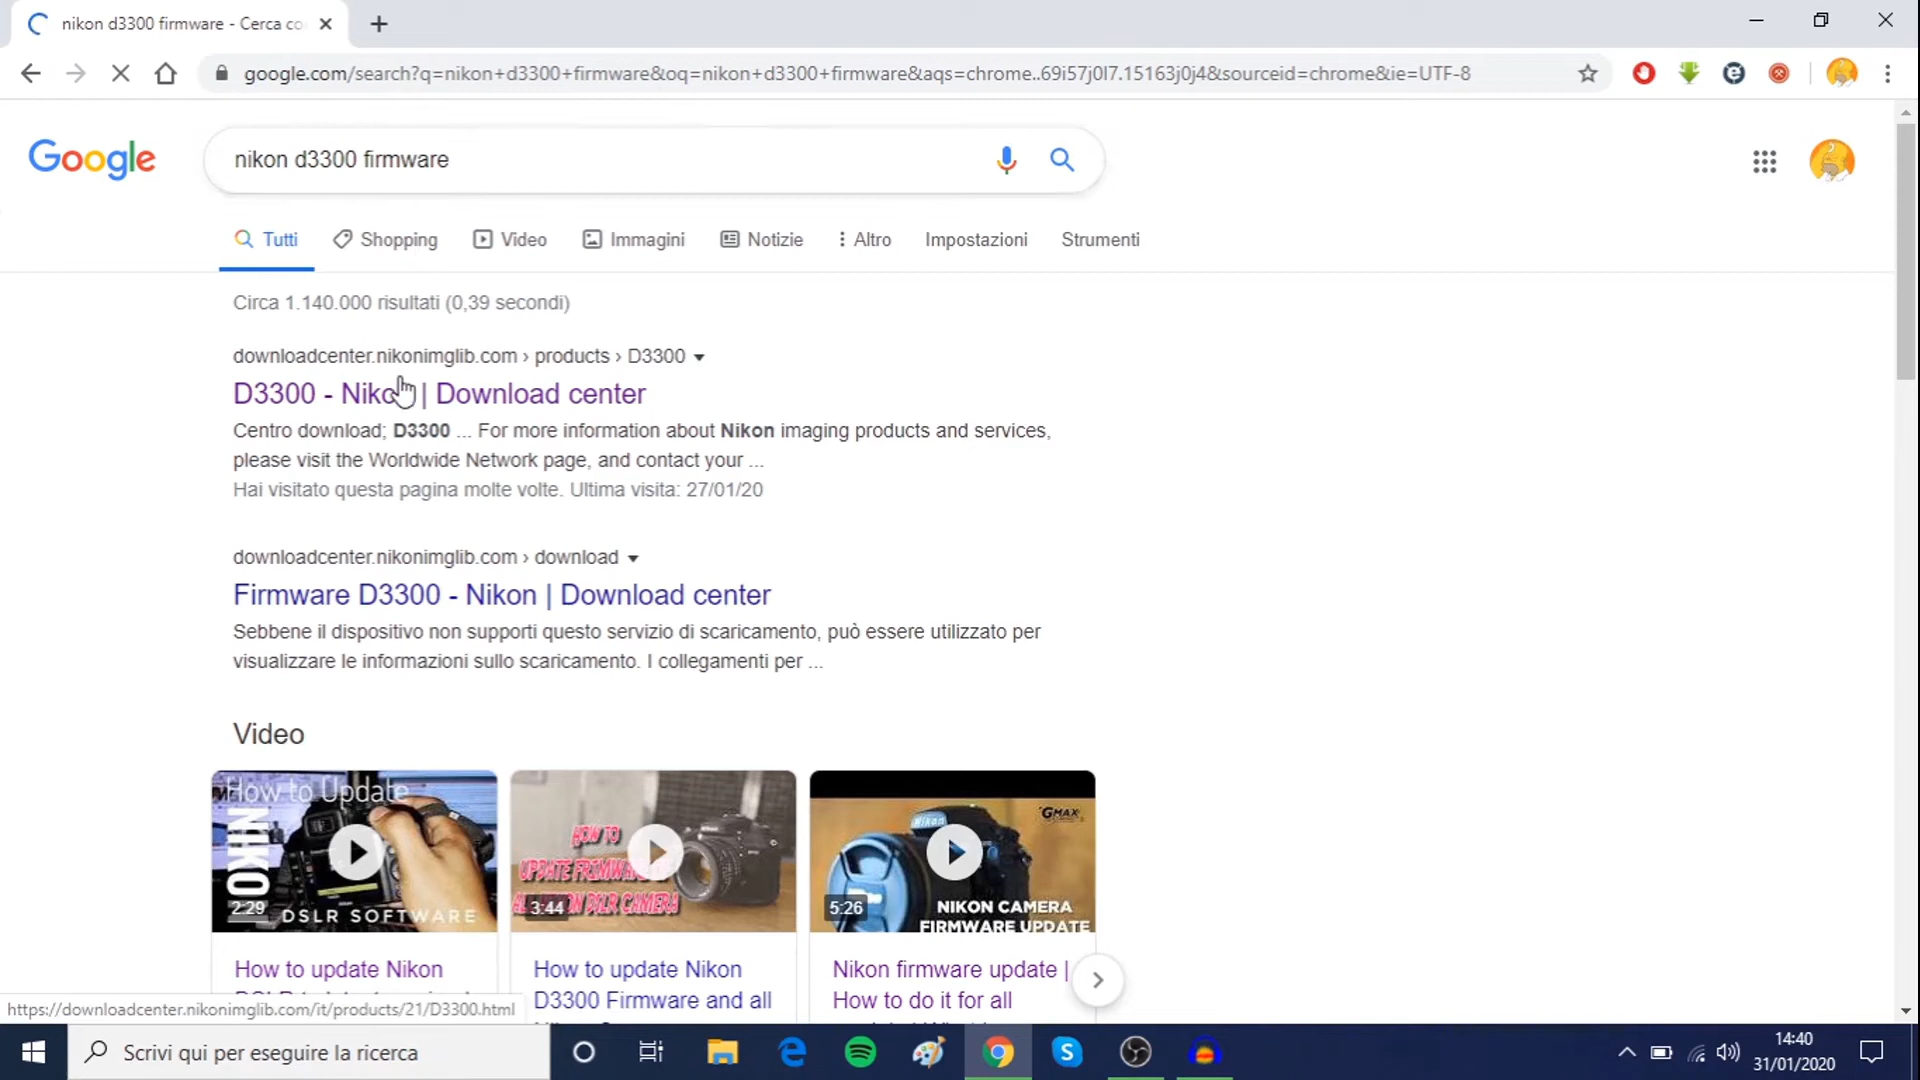 nikon d3300 firmware - Cerca co
google.com/search?q=nikon+d3300+firmware&oq=nikon+d3300+firmware&aqs=chrome..69i57j0l7.15163j0j4&sourceid=chrome&ie=UTF-8
Google
nikon d3300 firmware
Tutti Shopping Video Immagini Notizie Altro Impostazioni Strumenti
Circa 1.140.000 risultati (0,39 secondi)
downloadcenter.nikonimglib.com › products › D3300
D3300 - Niko | Download center
Centro download; D3300 ... For more information about Nikon imaging products and services,
please visit the Worldwide Network page, and contact your ...
Hai visitato questa pagina molte volte. Ultima visita: 27/01/20
downloadcenter.nikonimglib.com › download
Firmware D3300 - Nikon | Download center
Sebbene il dispositivo non supporti questo servizio di scaricamento, può essere utilizzato per
visualizzare le informazioni sullo scaricamento. I collegamenti per ...
Video
How to Update
NIKO
2:29
DSLR SOFTWARE
HOW TO
UPDATE
3:44
DSLR CAMERA
Nikon
GMAX
5:26
NIKON CAMERA
FIRMWARE UPDATE
How to update Nikon
How to update Nikon
D3300 Firmware and all
Nikon firmware update |
How to do it for all
https://downloadcenter.nikonimglib.com/it/products/21/D3300.html
Scrivi qui per eseguire la ricerca
14:40
31/01/2020